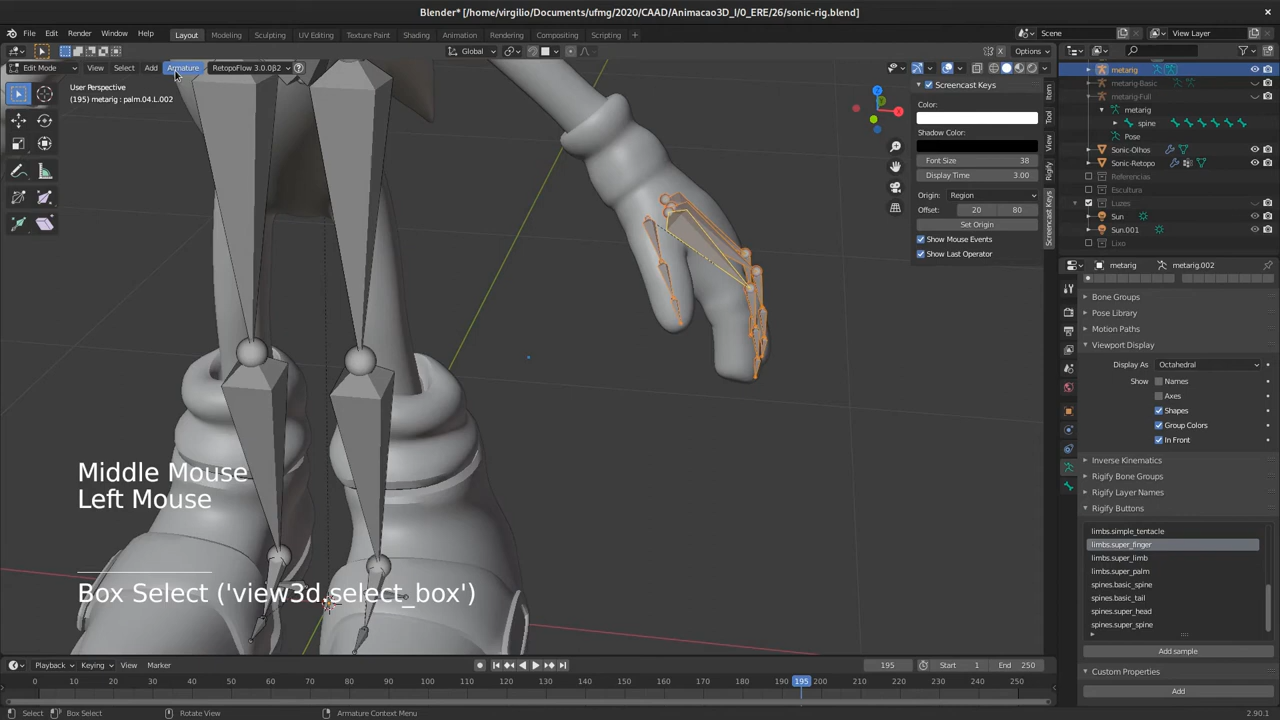 Blender* [/home/virgilio/Documents/ufmg/2020/CAAD/Animacao3D_I/0_ERE/26/sonic-rig.blend]
File Edit Render Window Help Layout Modeling Sculpting UV Editing Texture Paint Shading Animation Rendering Compositing Scripting Scene View Layer
Global Options
Edit Mode View Select Add Armature RetopoFlow 3.0.0β2
User Perspective
(195) metarig : palm.04.L.002
Screencast Keys
Color:
Shadow Color:
Font Size 38
Display Time 3.00
Origin: Region
Offset: 20 80
Set Origin
Show Mouse Events
Show Last Operator
Item
Tool
View
Rigify
Screencast Keys
metarig
metarig-Basic
metarig-Full
metarig
spine
Pose
Sonic-Olhos
Sonic-Retopo
Referencias
Escultura
Luzes
Sun
Sun.001
Lixo
metarig metarig.002
Bone Groups
Pose Library
Motion Paths
Viewport Display
Display As Octahedral
Show Names
Axes
Shapes
Group Colors
In Front
Inverse Kinematics
Rigify Bone Groups
Rigify Layer Names
Rigify Buttons
limbs.simple_tentacle
limbs.super_finger
limbs.super_limb
limbs.super_palm
spines.basic_spine
spines.basic_tail
spines.super_head
spines.super_spine
Add sample
Custom Properties
Add
Middle Mouse
Left Mouse
Box Select ('view3d.select_box')
Playback Keying View Marker 195 Start 1 End 250
0 10 20 30 40 50 60 70 80 90 100 110 120 130 140 150 160 170 180 190 195 200 210 220 230 240 250
Select Box Select Rotate View Armature Context Menu 2.90.1